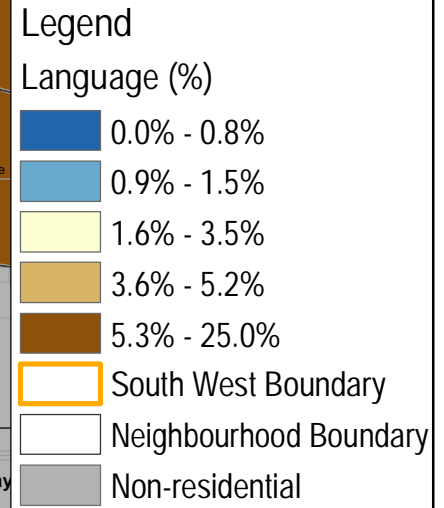 Legend
Language (%)
0.0% - 0.8%
0.9% - 1.5%
1.6% - 3.5%
3.6% - 5.2%
5.3% - 25.0%
South West Boundary
Neighbourhood Boundary
Non-residential